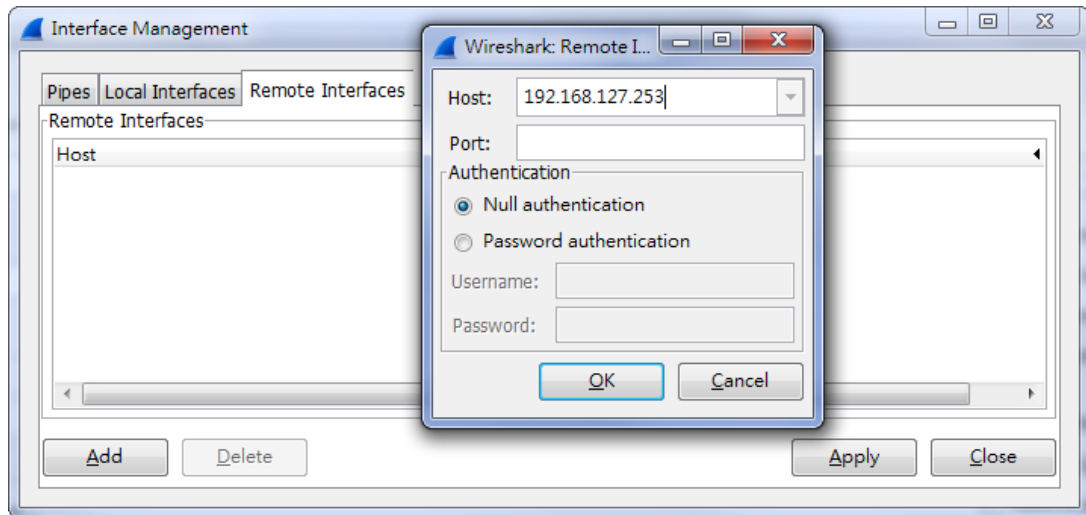 Interface Management
Wireshark: Remote I...
Pipes Local Interfaces Remote Interfaces
Remote Interfaces
Host
Host: 192.168.127.253
Port:
Authentication
Null authentication
Password authentication
Username:
Password:
OK Cancel
Add Delete Apply Close